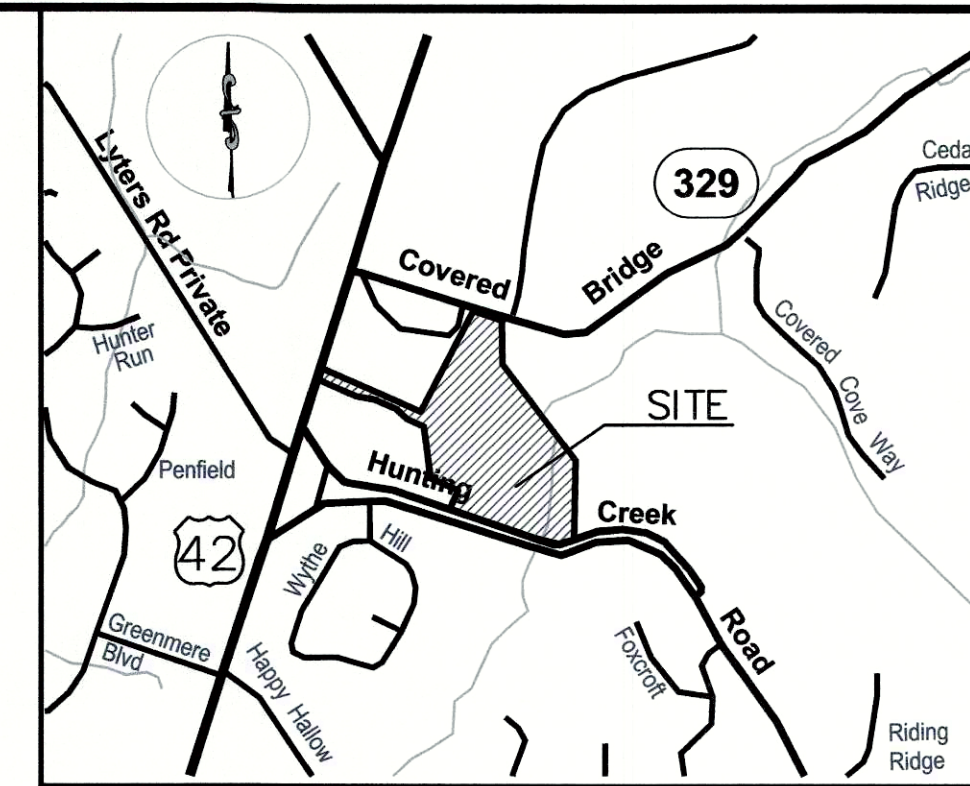 Lyters Rd Private
329
Ceda
Ridge
Covered
Bridge
Hunter
Run
Covered Cove Way
SITE
Penfield
Hunting
Creek
Road
42
Wythe
Hill
Greenmere
Blvd
Happy Hallow
Foxcroft
Riding
Ridge